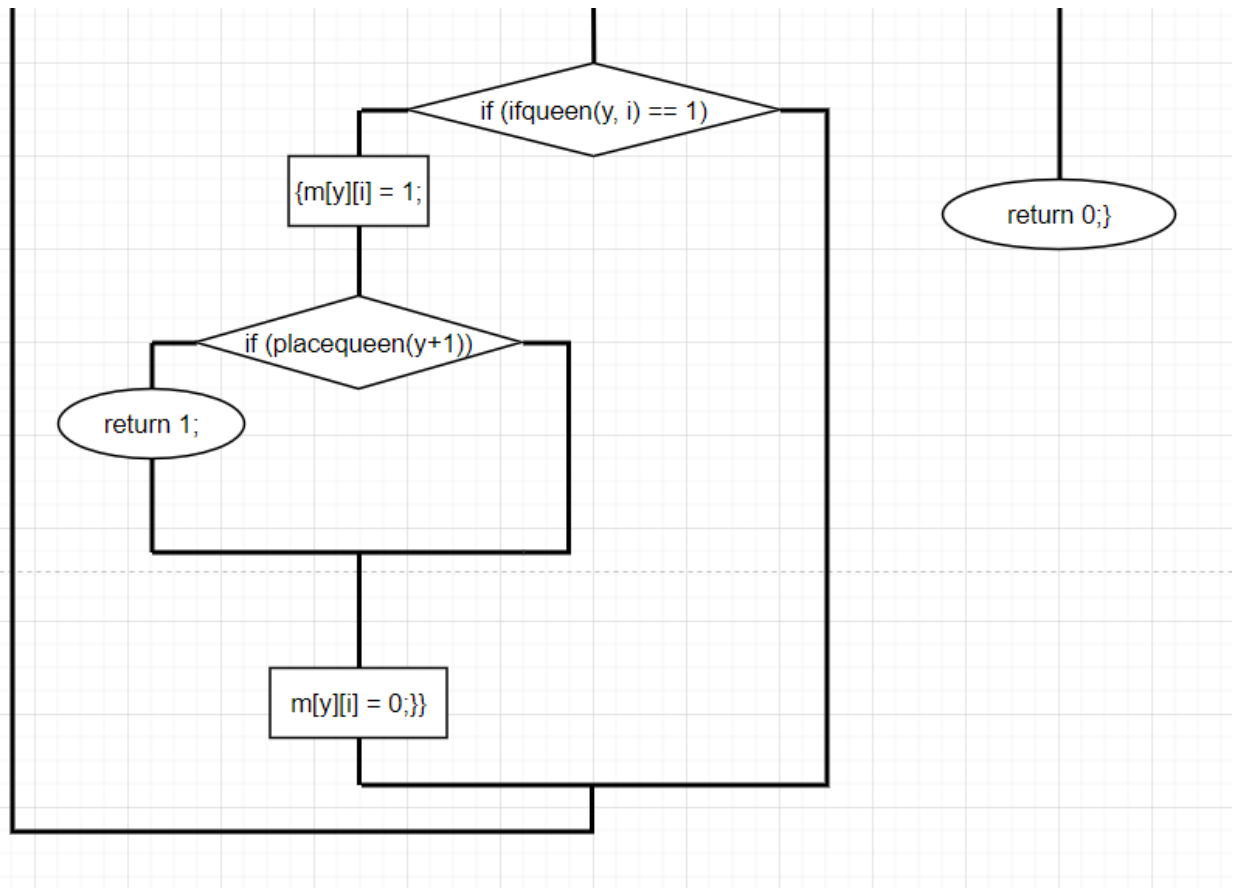 if (ifqueen(y, i) == 1)
{m[y][i] = 1;
return 0;}
if (placequeen(y+1))
return 1;
m[y][i] = 0;}}